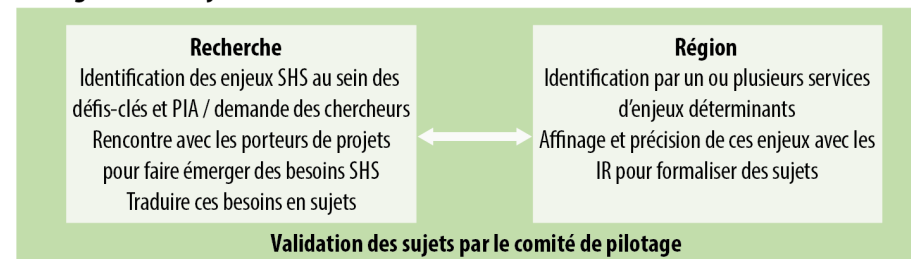 Recherche
Identification des enjeux SHS au sein des
défis-clés et PIA / demande des chercheurs
Rencontre avec les porteurs de projets
pour faire émerger des besoins SHS
Traduire ces besoins en sujets
Région
Identification par un ou plusieurs services
d’enjeux déterminants
Affinage et précision de ces enjeux avec les
IR pour formaliser des sujets
Validation des sujets par le comité de pilotage